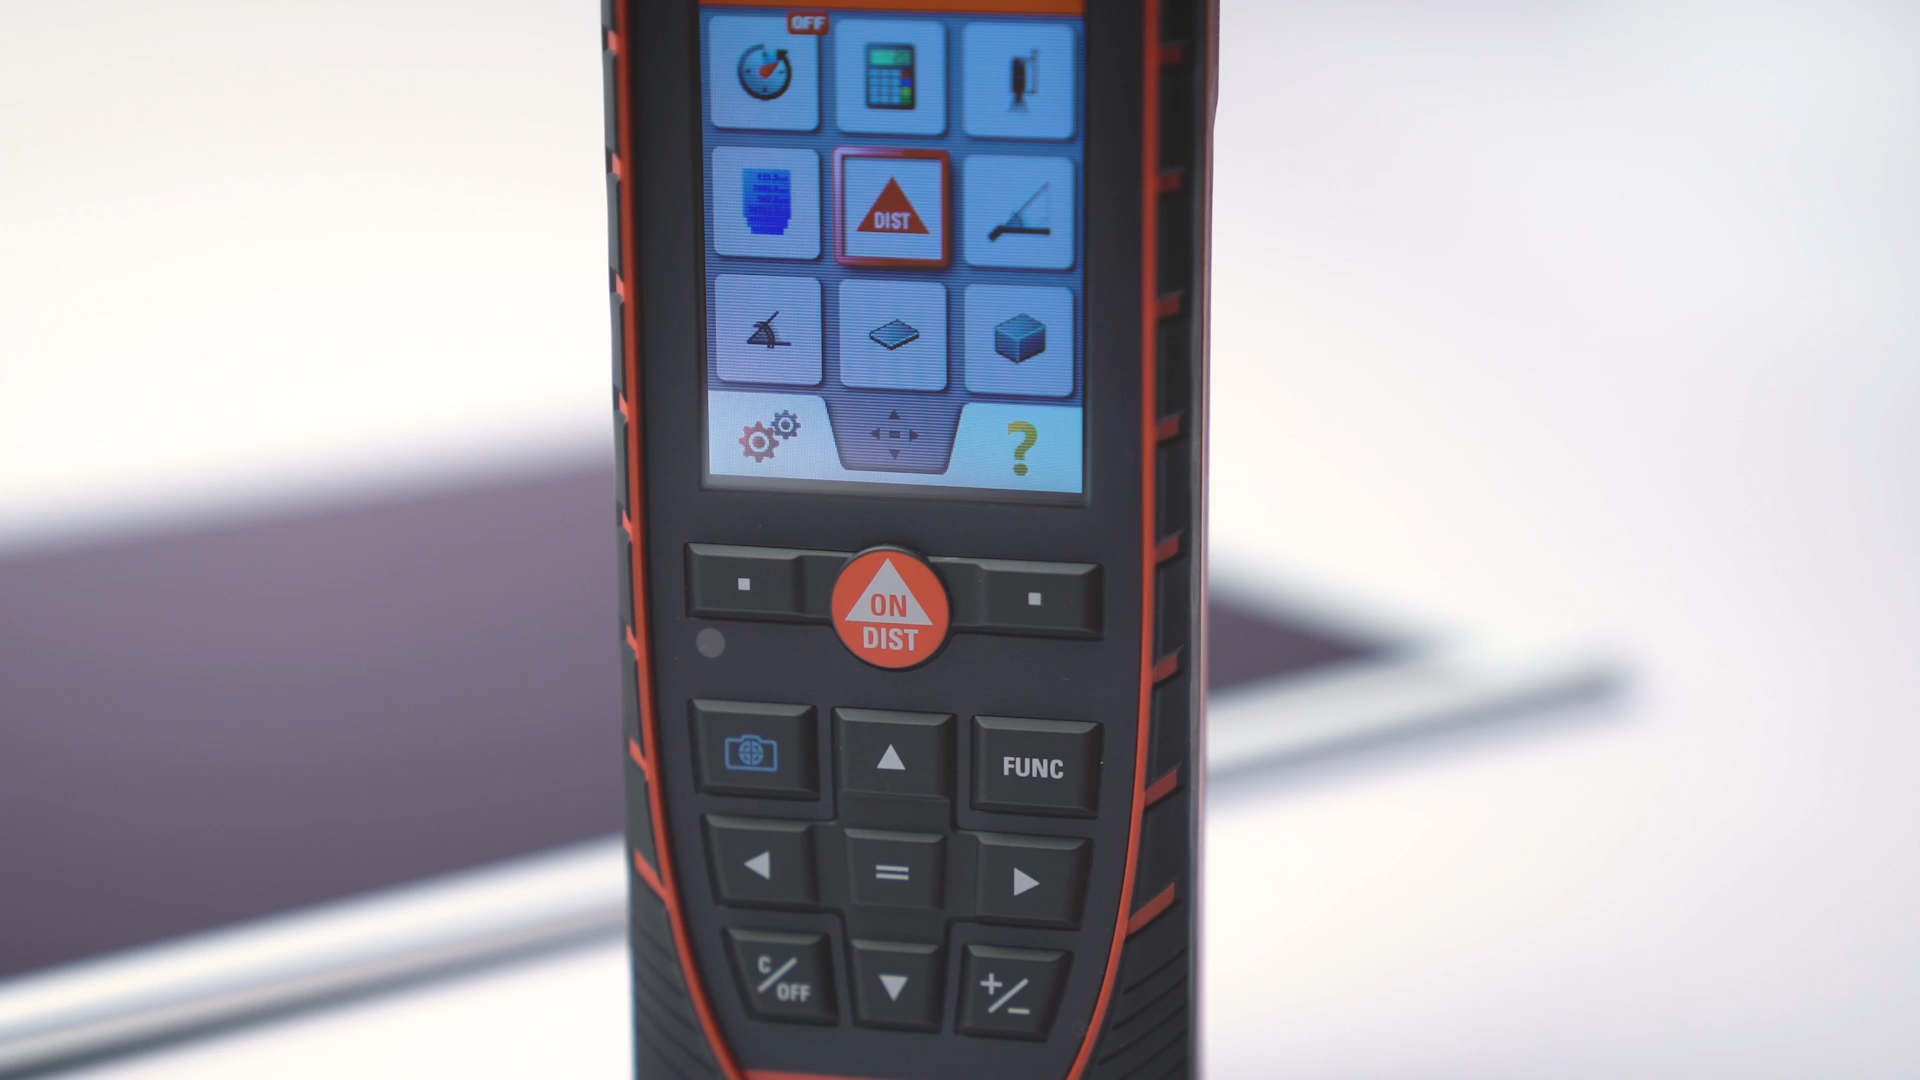 OFF
DIST
?
ON
DIST
FUNC
=
C/OFF
+/-